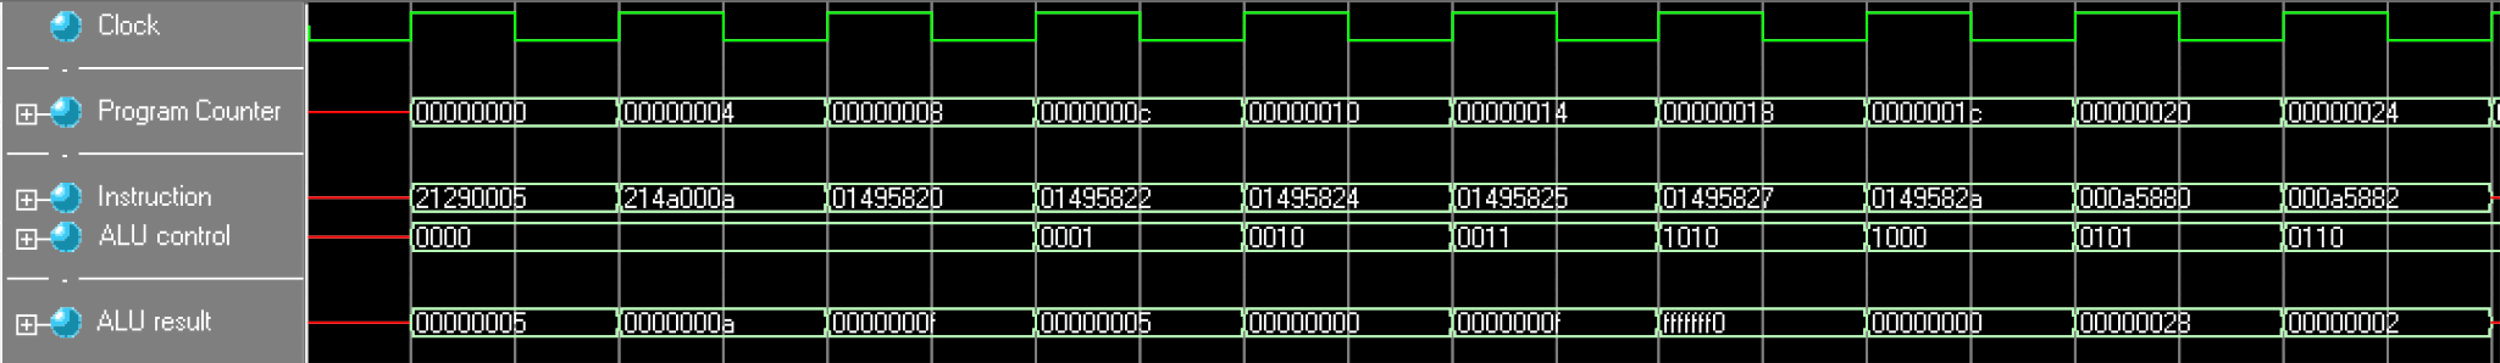 Clock
Program Counter 00000000 00000004 00000008 0000000c 00000010 00000014 00000018 0000001c 00000020 00000024
Instruction 21290005 214a000a 01495820 01495822 01495824 01495825 01495827 0149582a 000a5880 000a5882
ALU control 0000 0001 0010 0011 1010 1000 0101 0110
ALU result 00000005 0000000a 0000000f 00000005 00000000 0000000f fffffff0 00000000 00000028 00000002